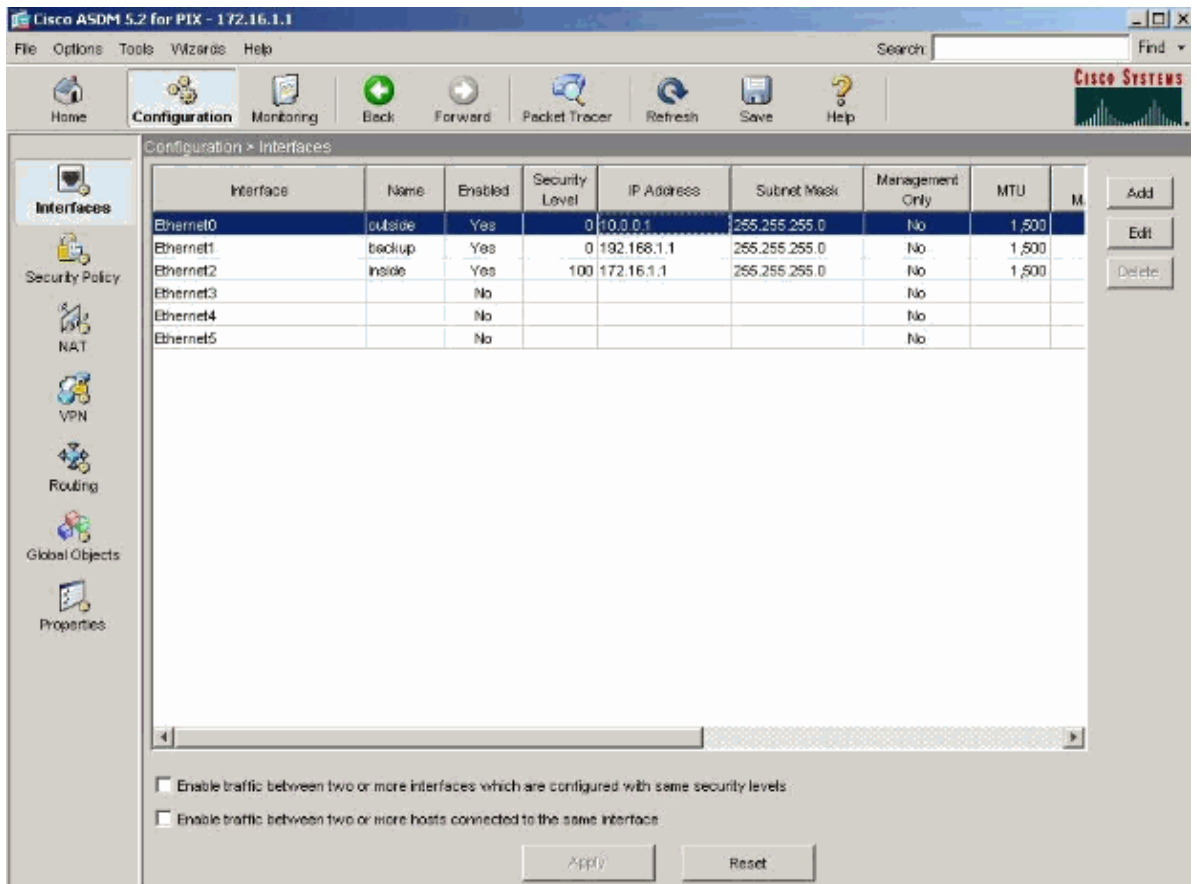 Cisco ASDM 5.2 for PIX - 172.16.1.1
File Options Tools Wizards Help Search: Find
Home Configuration Monitoring Back Forward Packet Tracer Refresh Save Help
CISCO SYSTEMS
Configuration > Interfaces
Interfaces
Security Policy
NAT
VPN
Routing
Global Objects
Properties
Interface Name Enabled Security Level IP Address Subnet Mask Management Only MTU M
Ethernet0 outside Yes 0 10.0.0.1 255.255.255.0 No 1,500
Ethernet1 backup Yes 0 192.168.1.1 255.255.255.0 No 1,500
Ethernet2 inside Yes 100 172.16.1.1 255.255.255.0 No 1,500
Ethernet3 No No
Ethernet4 No No
Ethernet5 No No
Add
Edit
Delete
Enable traffic between two or more interfaces which are configured with same security levels
Enable traffic between two or more hosts connected to the same interface
Apply Reset